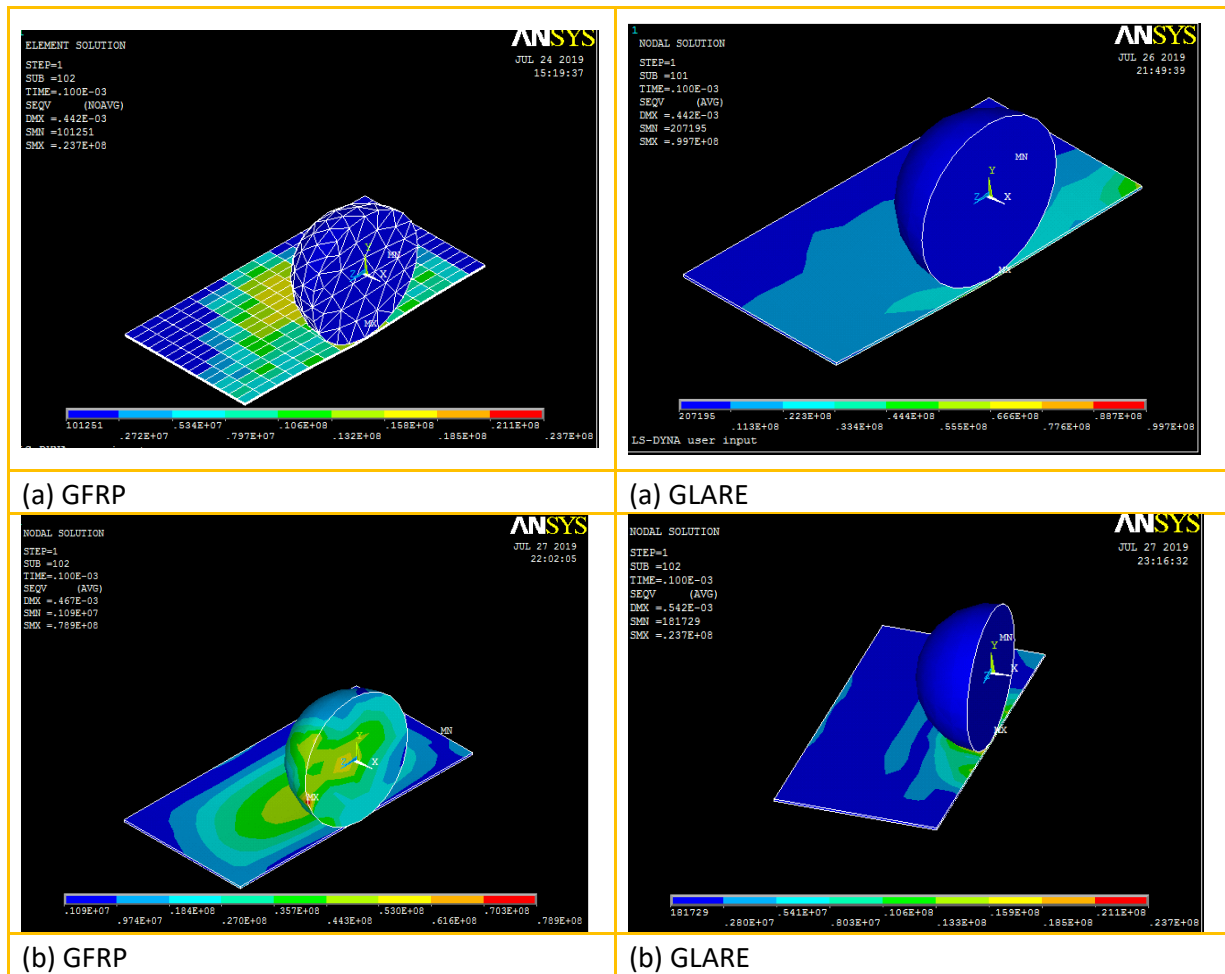 1
ANSYS
ELEMENT SOLUTION
JUL 24 2019
15:19:37
STEP=1
SUB =102
TIME=.100E-03
SEQV (NOAVG)
DMX =.442E-03
SMN =101251
SMX =.237E+08
MN
Y
Z X
MX
101251 .534E+07 .106E+08 .158E+08 .211E+08
.272E+07 .797E+07 .132E+08 .185E+08 .237E+08
(a) GFRP
1
ANSYS
NODAL SOLUTION
JUL 26 2019
21:49:39
STEP=1
SUB =101
TIME=.100E-03
SEQV (AVG)
DMX =.442E-03
SMN =207195
SMX =.997E+08
MN
Y
Z X
MX
207195 .223E+08 .444E+08 .666E+08 .887E+08
.113E+08 .334E+08 .555E+08 .776E+08 .997E+08
LS-DYNA user input
(a) GLARE
ANSYS
NODAL SOLUTION
JUL 27 2019
22:02:05
STEP=1
SUB =102
TIME=.100E-03
SEQV (AVG)
DMX =.467E-03
SMN =.109E+07
SMX =.789E+08
MN
Y
Z X
MX
.109E+07 .184E+08 .357E+08 .530E+08 .703E+08
.974E+07 .270E+08 .443E+08 .616E+08 .789E+08
(b) GFRP
ANSYS
NODAL SOLUTION
JUL 27 2019
23:16:32
STEP=1
SUB =102
TIME=.100E-03
SEQV (AVG)
DMX =.542E-03
SMN =181729
SMX =.237E+08
MN
Y
Z X
MX
181729 .541E+07 .106E+08 .159E+08 .211E+08
.280E+07 .803E+07 .133E+08 .185E+08 .237E+08
(b) GLARE